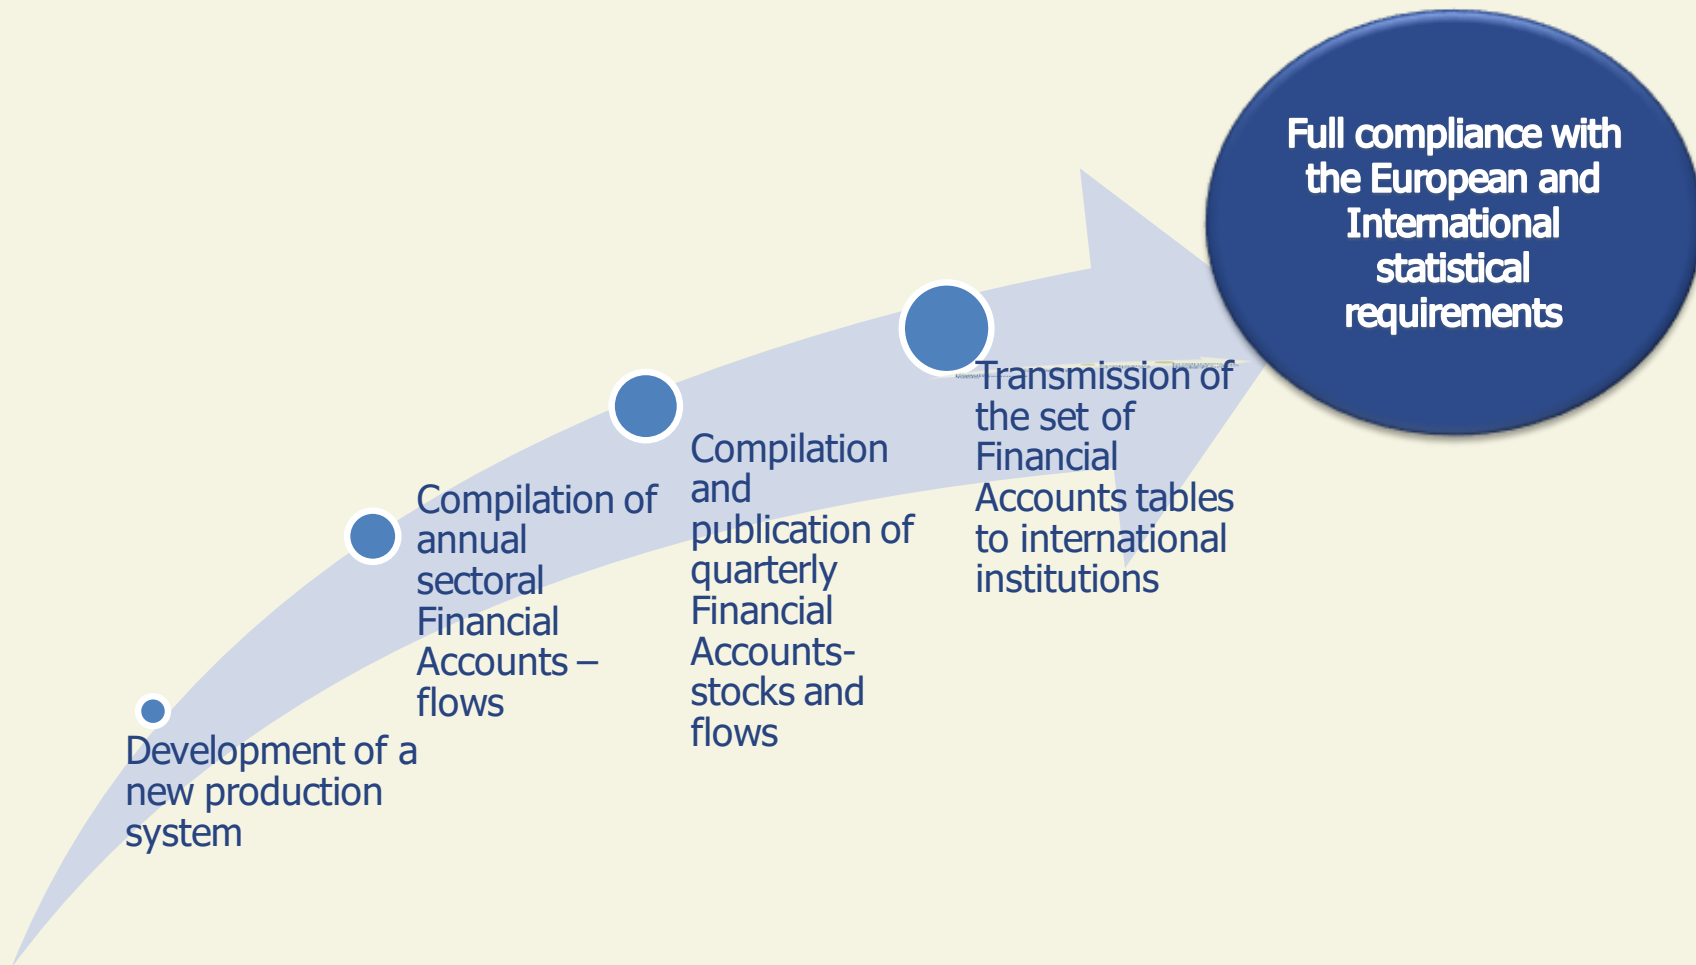 Full compliance with
the European and
International
statistical
requirements
Transmission of
the set of
Financial
Accounts tables
to international
institutions
Compilation
and
publication of
quarterly
Financial
Accounts-
stocks and
flows
Compilation of
annual
sectoral
Financial
Accounts –
flows
Development of a
new production
system